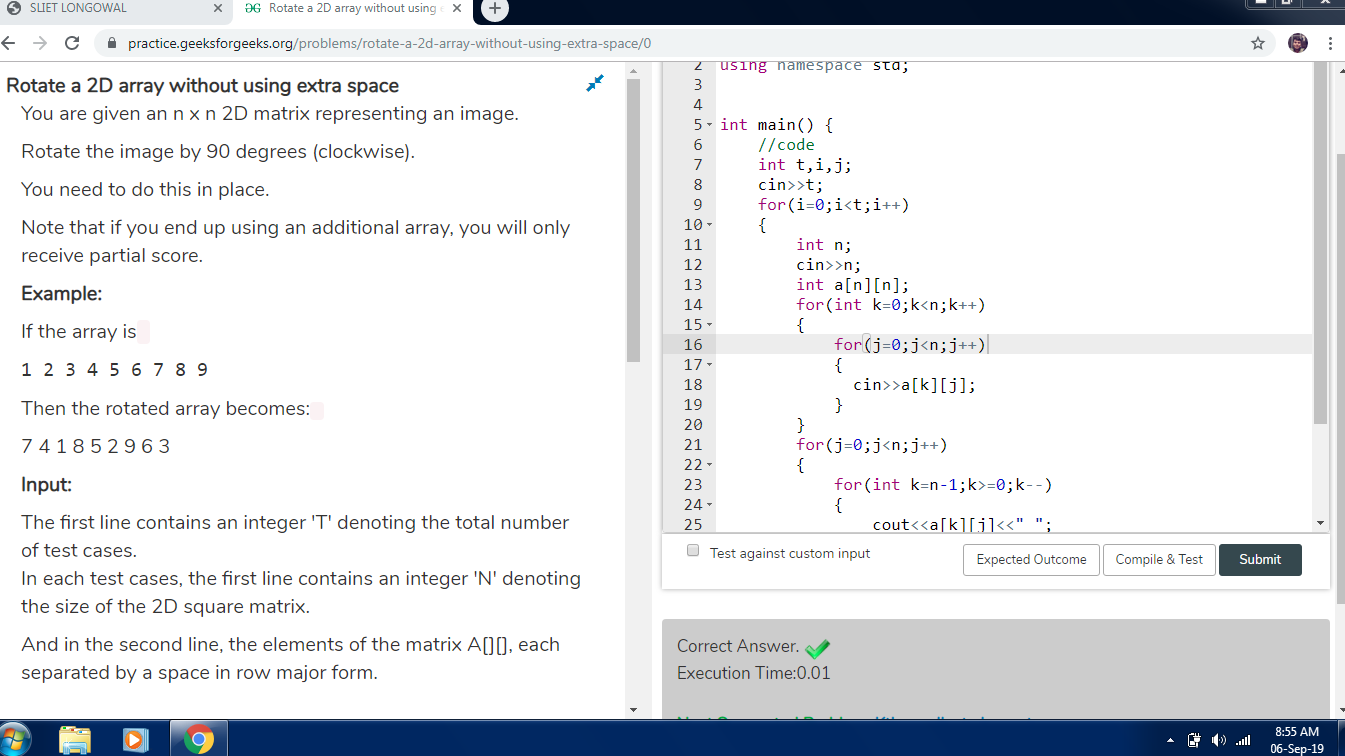 SLIET LONGOWAL
Rotate a 2D array without using
practice.geeksforgeeks.org/problems/rotate-a-2d-array-without-using-extra-space/0
Rotate a 2D array without using extra space
You are given an n x n 2D matrix representing an image.
Rotate the image by 90 degrees (clockwise).
You need to do this in place.
Note that if you end up using an additional array, you will only
receive partial score.
Example:
If the array is
1 2 3 4 5 6 7 8 9
Then the rotated array becomes:
7 4 1 8 5 2 9 6 3
Input:
The first line contains an integer 'T' denoting the total number
of test cases.
In each test cases, the first line contains an integer 'N' denoting
the size of the 2D square matrix.
And in the second line, the elements of the matrix A[][], each
separated by a space in row major form.
2 using namespace std;
3
4
5 int main() {
6 //code
7 int t,i,j;
8 cin>>t;
9 for(i=0;i<t;i++)
10 {
11 int n;
12 cin>>n;
13 int a[n][n];
14 for(int k=0;k<n;k++)
15 {
16 for(j=0;j<n;j++)
17 {
18 cin>>a[k][j];
19 }
20 }
21 for(j=0;j<n;j++)
22 {
23 for(int k=n-1;k>=0;k--)
24 {
25 cout<<a[k][j]<<" ";
Test against custom input
Expected Outcome
Compile & Test
Submit
Correct Answer.
Execution Time:0.01
8:55 AM
06-Sep-19